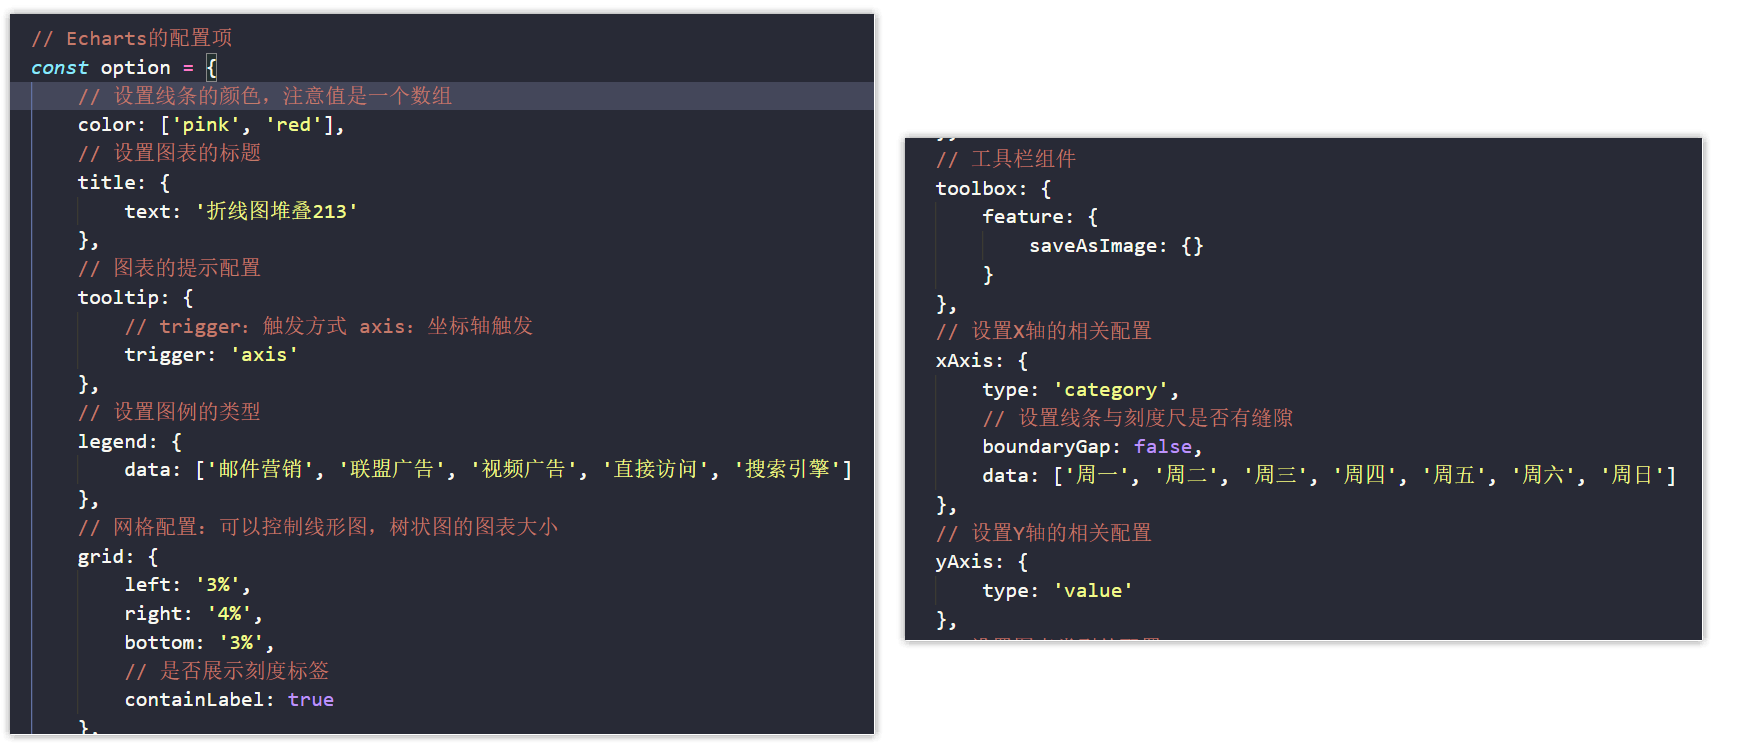 // Echarts的配置项
const option = {
// 设置线条的颜色，注意值是一个数组
color: ['pink', 'red'],
// 设置图表的标题
title: {
text: '折线图堆叠213'
},
// 图表的提示配置
tooltip: {
// trigger：触发方式 axis：坐标轴触发
trigger: 'axis'
},
// 设置图例的类型
legend: {
data: ['邮件营销', '联盟广告', '视频广告', '直接访问', '搜索引擎']
},
// 网格配置：可以控制线形图，树状图的图表大小
grid: {
left: '3%',
right: '4%',
bottom: '3%',
// 是否展示刻度标签
containLabel: true
},
// 工具栏组件
toolbox: {
feature: {
saveAsImage: {}
}
},
// 设置X轴的相关配置
xAxis: {
type: 'category',
// 设置线条与刻度尺是否有缝隙
boundaryGap: false,
data: ['周一', '周二', '周三', '周四', '周五', '周六', '周日']
},
// 设置Y轴的相关配置
yAxis: {
type: 'value'
},